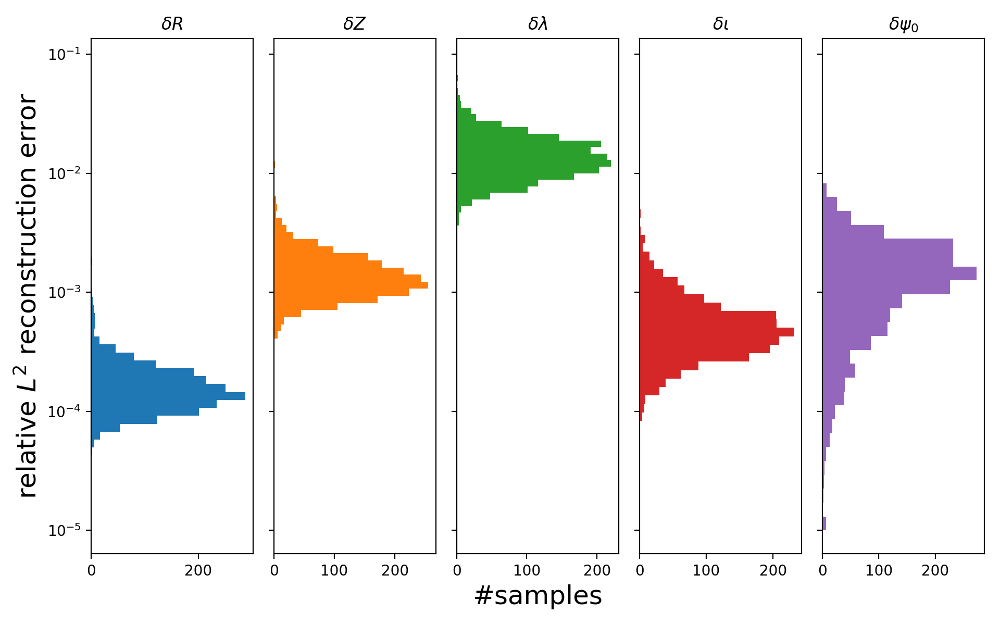 δR δZ δλ δι δψ₀
10⁻¹
10⁻²
10⁻³
10⁻⁴
10⁻⁵
relative L² reconstruction error
0 200 0 100 200 0 100 200 0 100 200 0 100 200
#samples